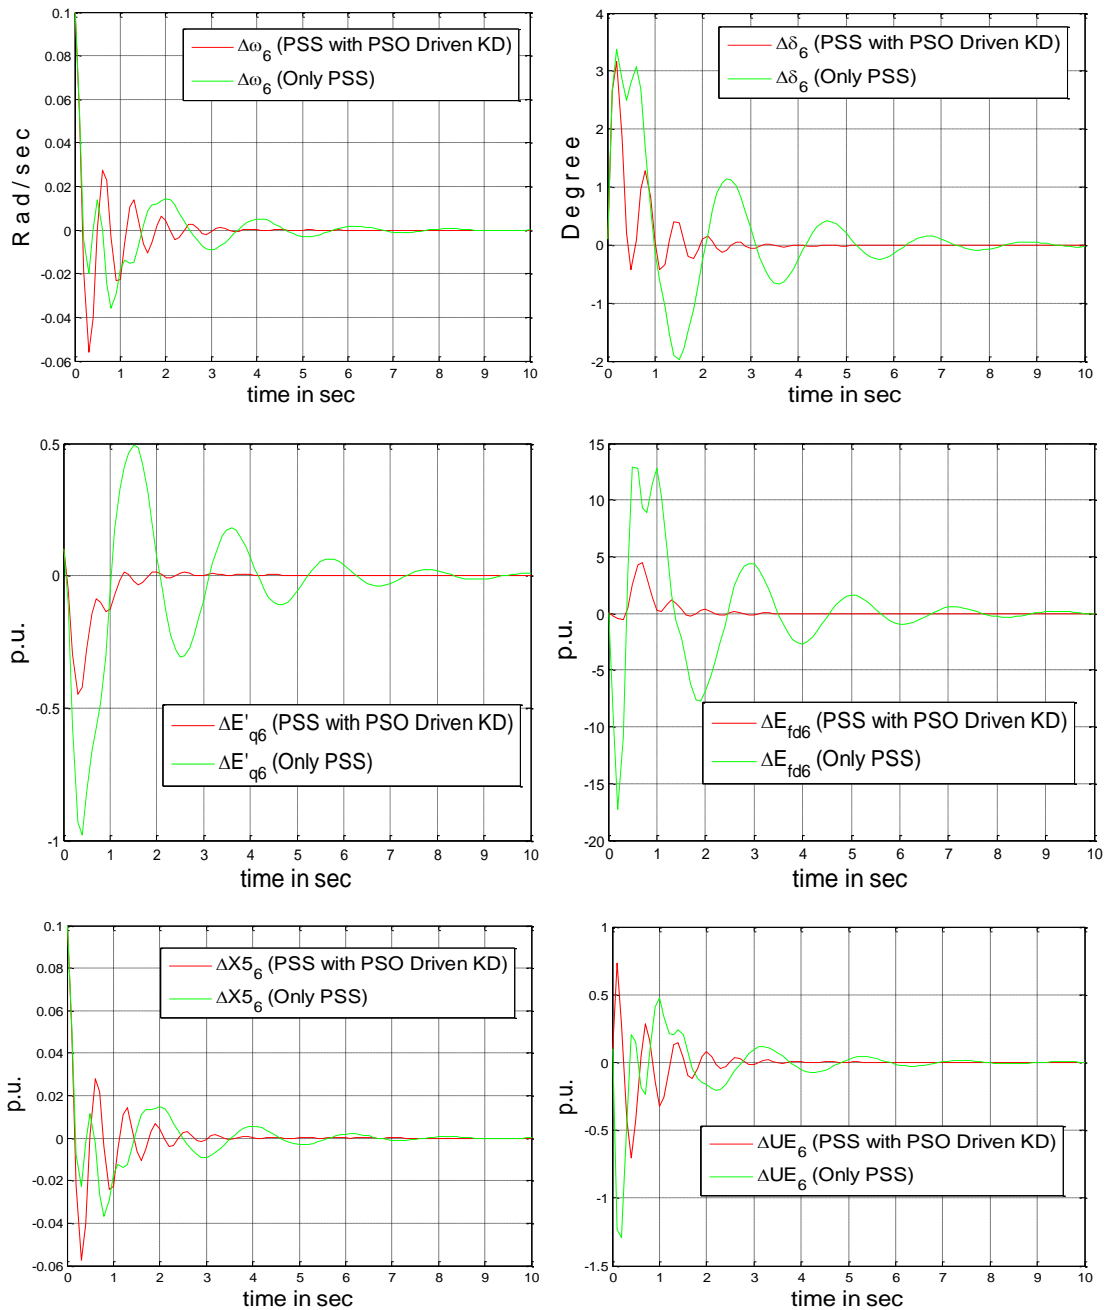 0.1
0.08
0.06
0.04
0.02
0
-0.02
-0.04
-0.06
Rad/sec
Δω6 (PSS with PSO Driven KD)
Δω6 (Only PSS)
0 1 2 3 4 5 6 7 8 9 10
time in sec
4
3
2
1
0
-1
-2
Degree
Δδ6 (PSS with PSO Driven KD)
Δδ6 (Only PSS)
0 1 2 3 4 5 6 7 8 9 10
time in sec
0.5
0
-0.5
-1
p.u.
ΔE'q6 (PSS with PSO Driven KD)
ΔE'q6 (Only PSS)
0 1 2 3 4 5 6 7 8 9 10
time in sec
15
10
5
0
-5
-10
-15
-20
p.u.
ΔEfd6 (PSS with PSO Driven KD)
ΔEfd6 (Only PSS)
0 1 2 3 4 5 6 7 8 9 10
time in sec
0.1
0.08
0.06
0.04
0.02
0
-0.02
-0.04
-0.06
p.u.
ΔX56 (PSS with PSO Driven KD)
ΔX56 (Only PSS)
0 1 2 3 4 5 6 7 8 9 10
time in sec
1
0.5
0
-0.5
-1
-1.5
p.u.
ΔUE6 (PSS with PSO Driven KD)
ΔUE6 (Only PSS)
0 1 2 3 4 5 6 7 8 9 10
time in sec